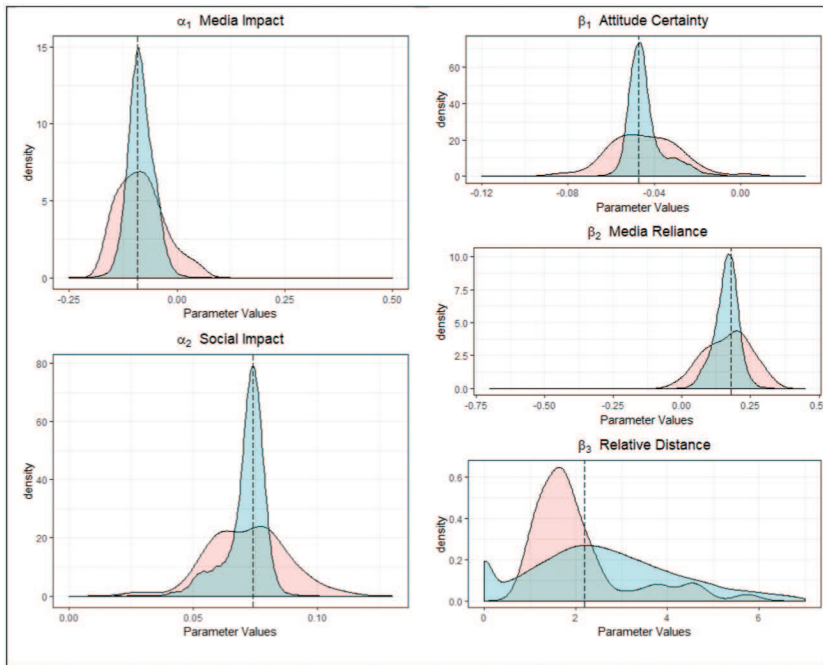 α₁ Media Impact
15
10
5
0
density
-0.25
0.00
0.25
0.50
Parameter Values
α₂ Social Impact
80
60
40
20
0
density
0.00
0.05
0.10
Parameter Values
β₁ Attitude Certainty
60
40
20
0
density
-0.12
-0.08
-0.04
0.00
Parameter Values
β₂ Media Reliance
10.0
7.5
5.0
2.5
0.0
density
-0.75
-0.50
-0.25
0.00
0.25
0.50
Parameter Values
β₃ Relative Distance
0.6
0.4
0.2
0.0
density
0
2
4
6
Parameter Values